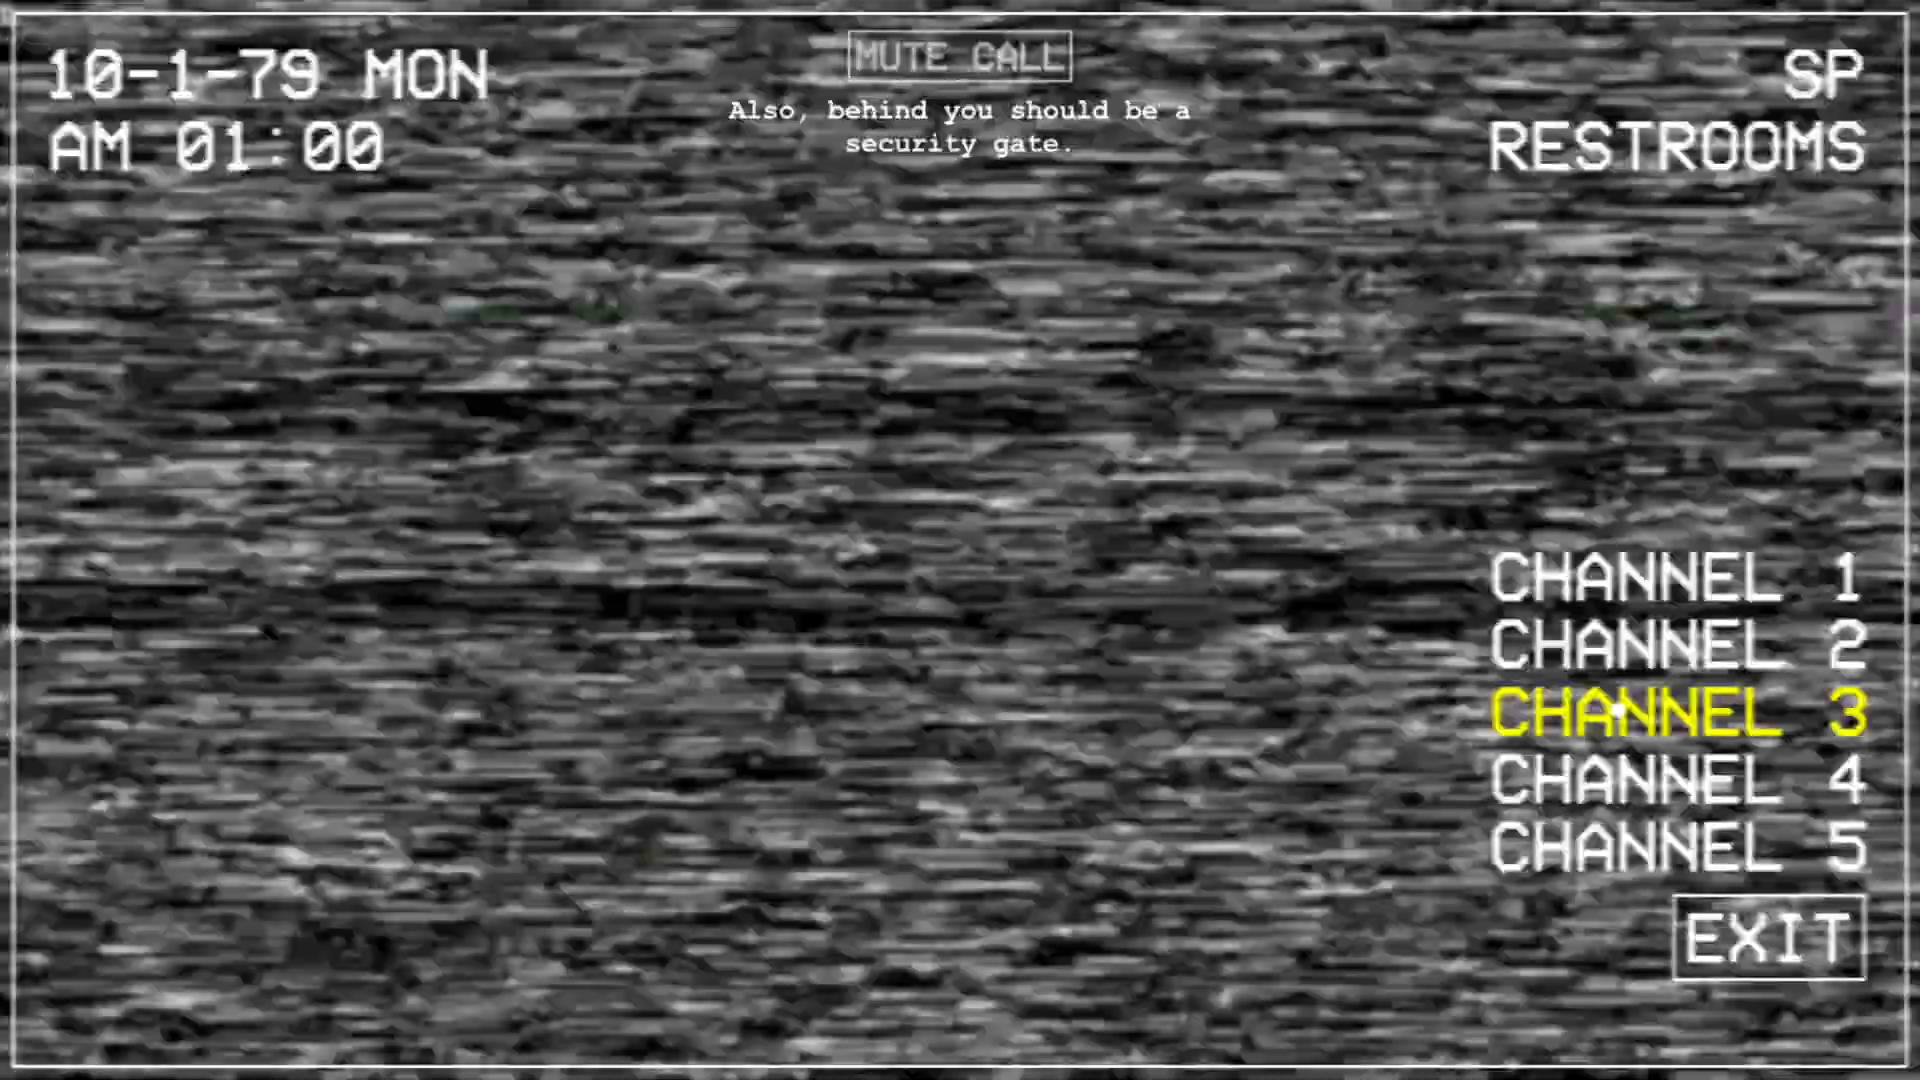 10-1-79 MON
AM 01:00
MUTE CALL
Also, behind you should be a
security gate.
SP
RESTROOMS
CHANNEL 1
CHANNEL 2
CHANNEL 3
CHANNEL 4
CHANNEL 5
EXIT